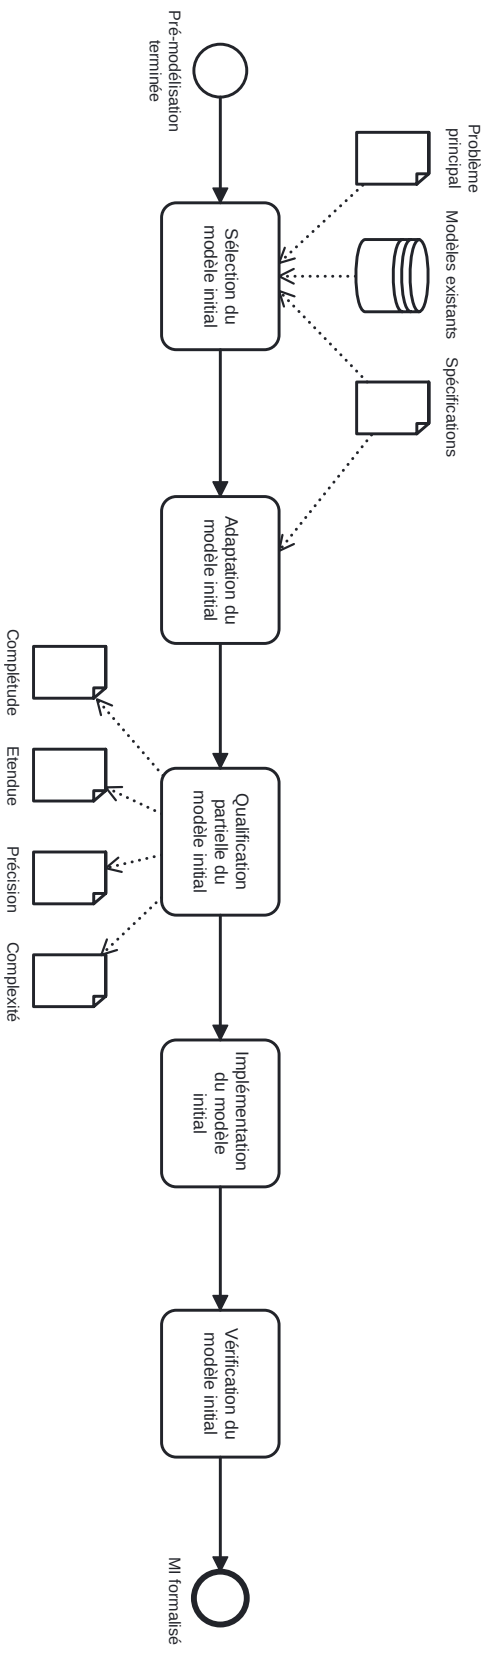 Problème
principal
Modèles existants
Spécifications
Pré-modélisation
terminée
Sélection du
modèle initial
Adaptation du
modèle initial
Qualification
partielle du
modèle initial
Implémentation
du modèle
initial
Vérification du
modèle initial
MI formalisé
Complétude
Etendue
Précision
Complexité